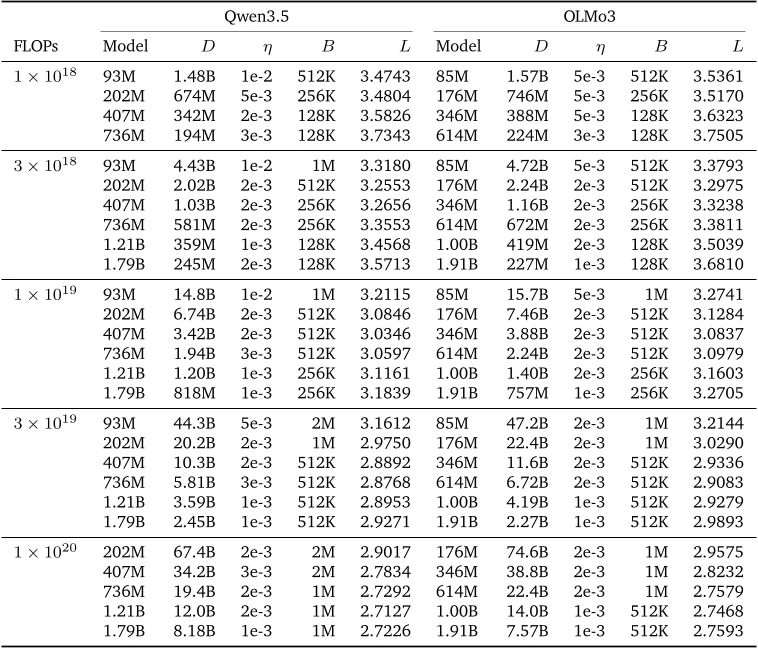 Qwen3.5 OLMo3
FLOPs Model D η B L Model D η B L
1 × 10^18 93M 1.48B 1e-2 512K 3.4743 85M 1.57B 5e-3 512K 3.5361
202M 674M 5e-3 256K 3.4804 176M 746M 5e-3 256K 3.5170
407M 342M 2e-3 128K 3.5826 346M 388M 5e-3 128K 3.6323
736M 194M 3e-3 128K 3.7343 614M 224M 3e-3 128K 3.7505
3 × 10^18 93M 4.43B 1e-2 1M 3.3180 85M 4.72B 5e-3 512K 3.3793
202M 2.02B 2e-3 512K 3.2553 176M 2.24B 2e-3 512K 3.2975
407M 1.03B 2e-3 256K 3.2656 346M 1.16B 2e-3 256K 3.3238
736M 581M 2e-3 256K 3.3553 614M 672M 2e-3 256K 3.3811
1.21B 359M 1e-3 128K 3.4568 1.00B 419M 2e-3 128K 3.5039
1.79B 245M 2e-3 128K 3.5713 1.91B 227M 1e-3 128K 3.6810
1 × 10^19 93M 14.8B 1e-2 1M 3.2115 85M 15.7B 5e-3 1M 3.2741
202M 6.74B 2e-3 512K 3.0846 176M 7.46B 2e-3 512K 3.1284
407M 3.42B 2e-3 512K 3.0346 346M 3.88B 2e-3 512K 3.0837
736M 1.94B 3e-3 512K 3.0597 614M 2.24B 2e-3 512K 3.0979
1.21B 1.20B 1e-3 256K 3.1161 1.00B 1.40B 2e-3 256K 3.1603
1.79B 818M 1e-3 256K 3.1839 1.91B 757M 1e-3 256K 3.2705
3 × 10^19 93M 44.3B 5e-3 2M 3.1612 85M 47.2B 2e-3 1M 3.2144
202M 20.2B 2e-3 1M 2.9750 176M 22.4B 2e-3 1M 3.0290
407M 10.3B 2e-3 512K 2.8892 346M 11.6B 2e-3 512K 2.9336
736M 5.81B 3e-3 512K 2.8768 614M 6.72B 2e-3 512K 2.9083
1.21B 3.59B 1e-3 512K 2.8953 1.00B 4.19B 1e-3 512K 2.9279
1.79B 2.45B 1e-3 512K 2.9271 1.91B 2.27B 1e-3 512K 2.9893
1 × 10^20 202M 67.4B 2e-3 2M 2.9017 176M 74.6B 2e-3 1M 2.9575
407M 34.2B 3e-3 2M 2.7834 346M 38.8B 2e-3 1M 2.8232
736M 19.4B 2e-3 1M 2.7292 614M 22.4B 2e-3 1M 2.7579
1.21B 12.0B 2e-3 1M 2.7127 1.00B 14.0B 1e-3 512K 2.7468
1.79B 8.18B 1e-3 1M 2.7226 1.91B 7.57B 1e-3 512K 2.7593